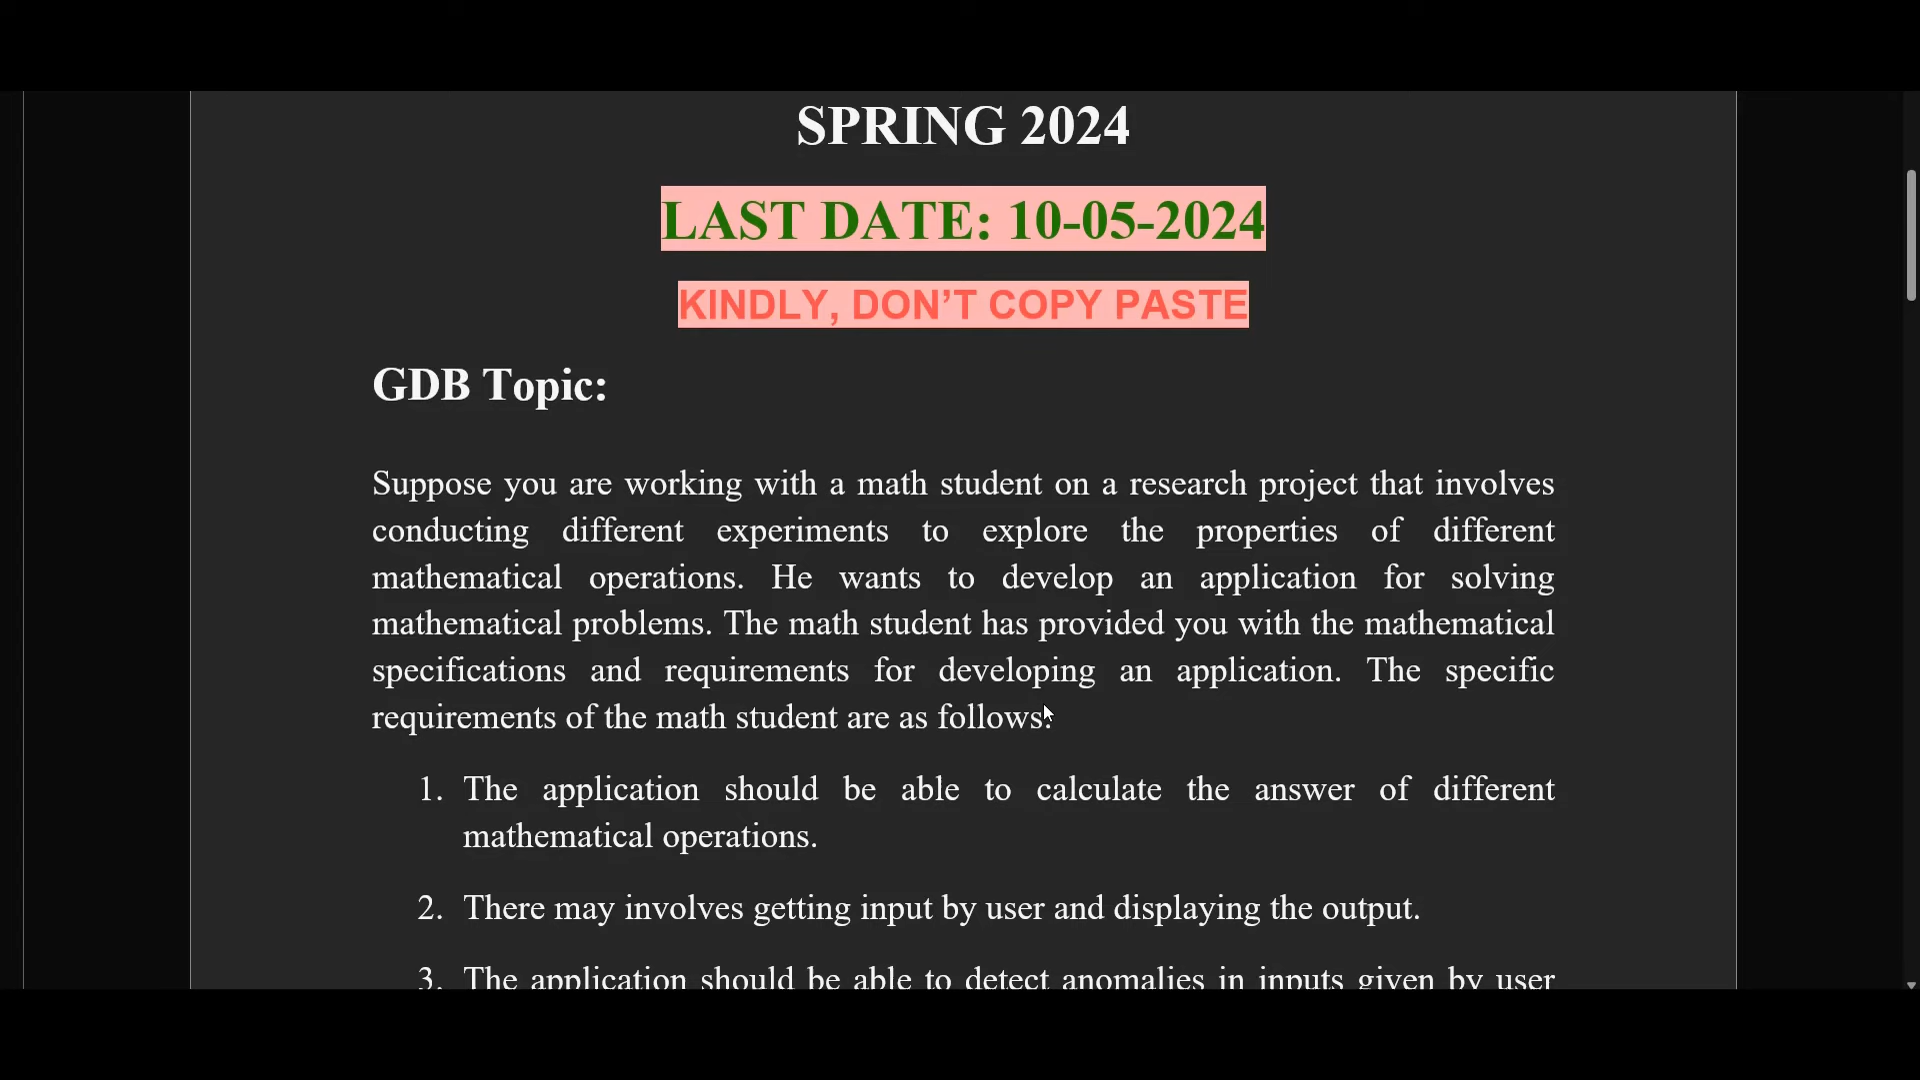 SPRING 2024
LAST DATE: 10-05-2024
KINDLY, DON’T COPY PASTE
GDB Topic:
Suppose you are working with a math student on a research project that involves
conducting different experiments to explore the properties of different
mathematical operations. He wants to develop an application for solving
mathematical problems. The math student has provided you with the mathematical
specifications and requirements for developing an application. The specific
requirements of the math student are as follows:
1. The application should be able to calculate the answer of different
mathematical operations.
2. There may involves getting input by user and displaying the output.
3. The application should be able to detect anomalies in inputs given by user